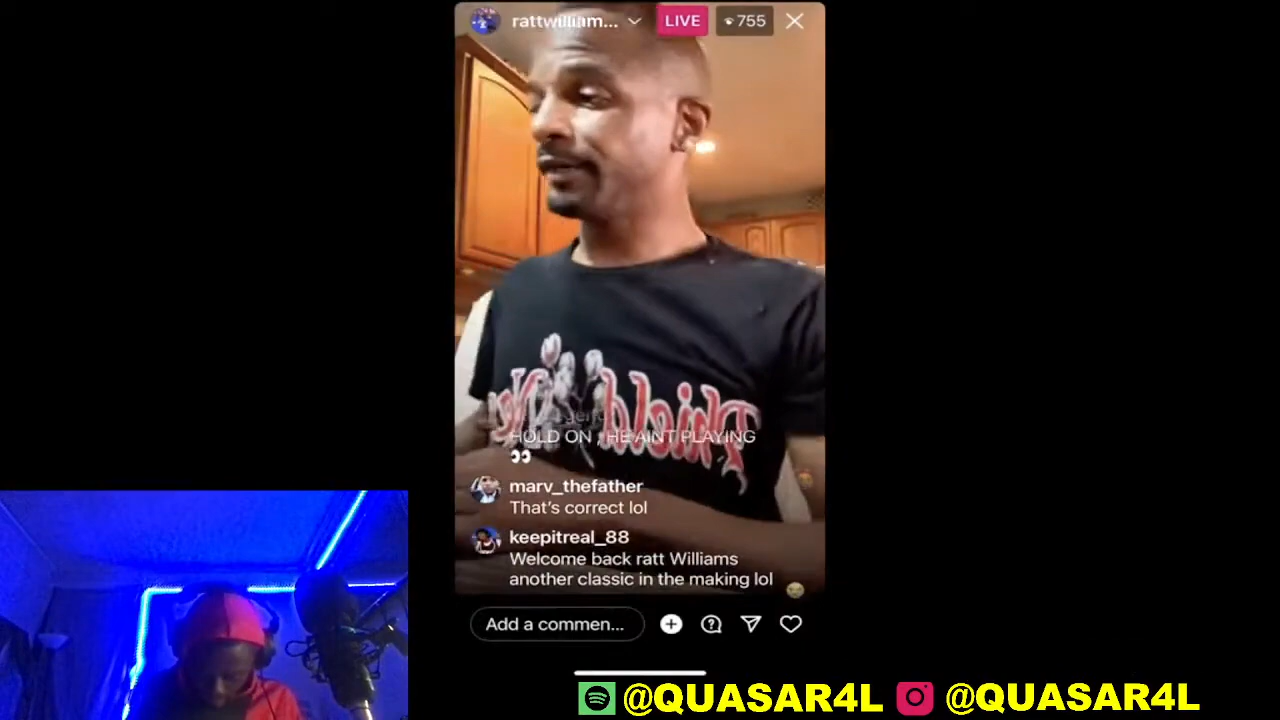 rattwilliam...
LIVE
755
HOLD ON , HE AINT PLAYING
👀
marv_thefather
That's correct lol
keepitreal_88
Welcome back ratt Williams
another classic in the making lol
Add a comment...
@QUASAR4L @QUASAR4L